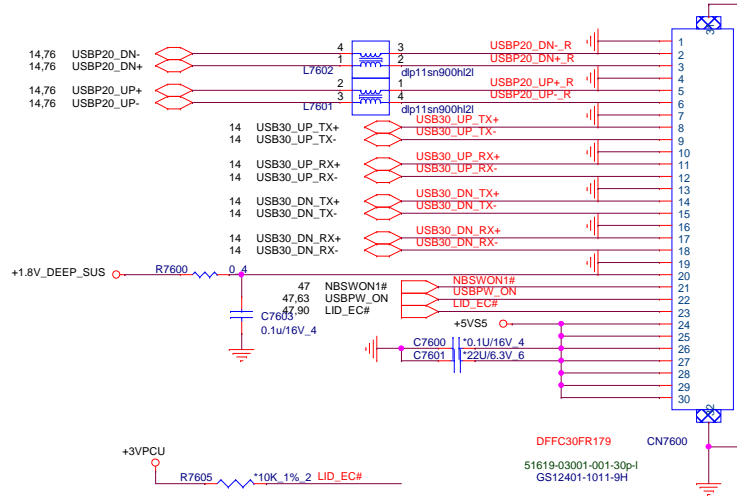 31
14,76 USBP20_DN- 4 3 USBP20_DN-_R 1
14,76 USBP20_DN+ 1 2 USBP20_DN+_R 2
L7602 dlp11sn900hl2l 3
14,76 USBP20_UP+ 2 1 USBP20_UP+_R 4
14,76 USBP20_UP- 3 4 USBP20_UP-_R 5
L7601 dlp11sn900hl2l 6
7
14 USB30_UP_TX+ USB30_UP_TX+ 8
14 USB30_UP_TX- USB30_UP_TX- 9
10
14 USB30_UP_RX+ USB30_UP_RX+ 11
14 USB30_UP_RX- USB30_UP_RX- 12
13
14 USB30_DN_TX+ USB30_DN_TX+ 14
14 USB30_DN_TX- USB30_DN_TX- 15
16
14 USB30_DN_RX+ USB30_DN_RX+ 17
14 USB30_DN_RX- USB30_DN_RX- 18
19
+1.8V_DEEP_SUS R7600 0_4 20
47 NBSWON1# NBSWON1# 21
47,63 USBPW_ON USBPW_ON 22
47,90 LID_EC# LID_EC# 23
C7603
0.1u/16V_4
+5VS5 24
25
C7600 *0.1U/16V_4 26
C7601 *22U/6.3V_6 27
28
29
30
32
DFFC30FR179 CN7600
51619-03001-001-30p-l
GS12401-1011-9H
+3VPCU
R7605 *10K_1%_2 LID_EC#